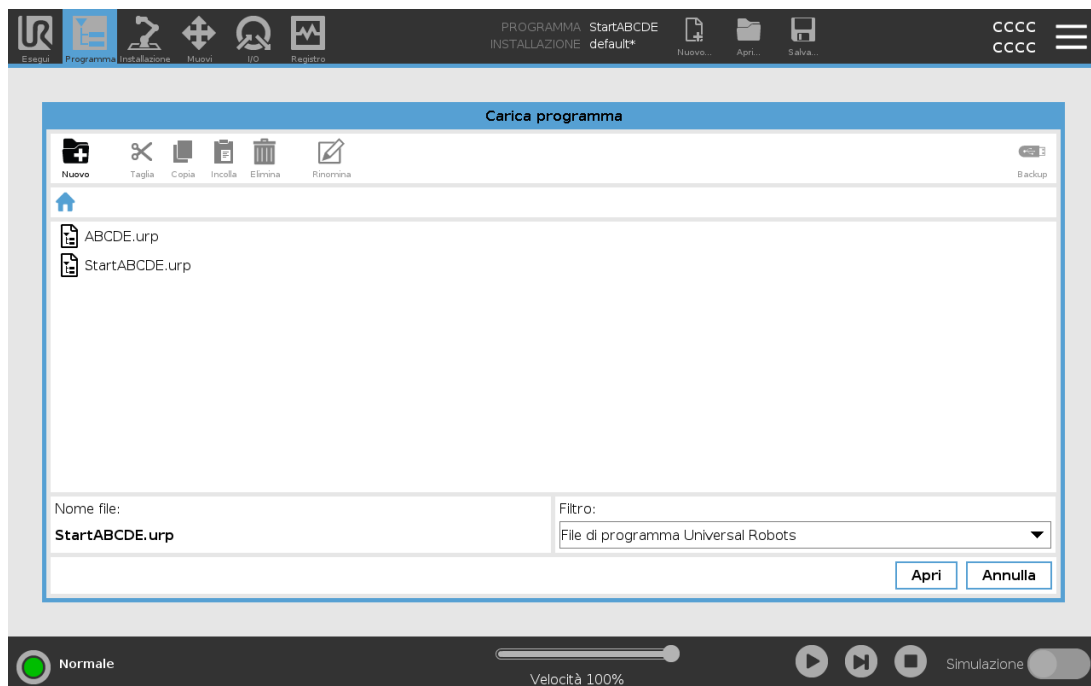 PROGRAMMA StartABCDE
INSTALLAZIONE default*
CCCC
CCCC
Esegui Programma Installazione Muovi I/O Registro Nuovo... Apri... Salva...
Carica programma
Nuovo Taglia Copia Incolla Elimina Rinomina Backup
ABCDE.urp
StartABCDE.urp
Nome file: Filtro:
StartABCDE.urp File di programma Universal Robots
Apri Annulla
Normale Velocità 100% Simulazione